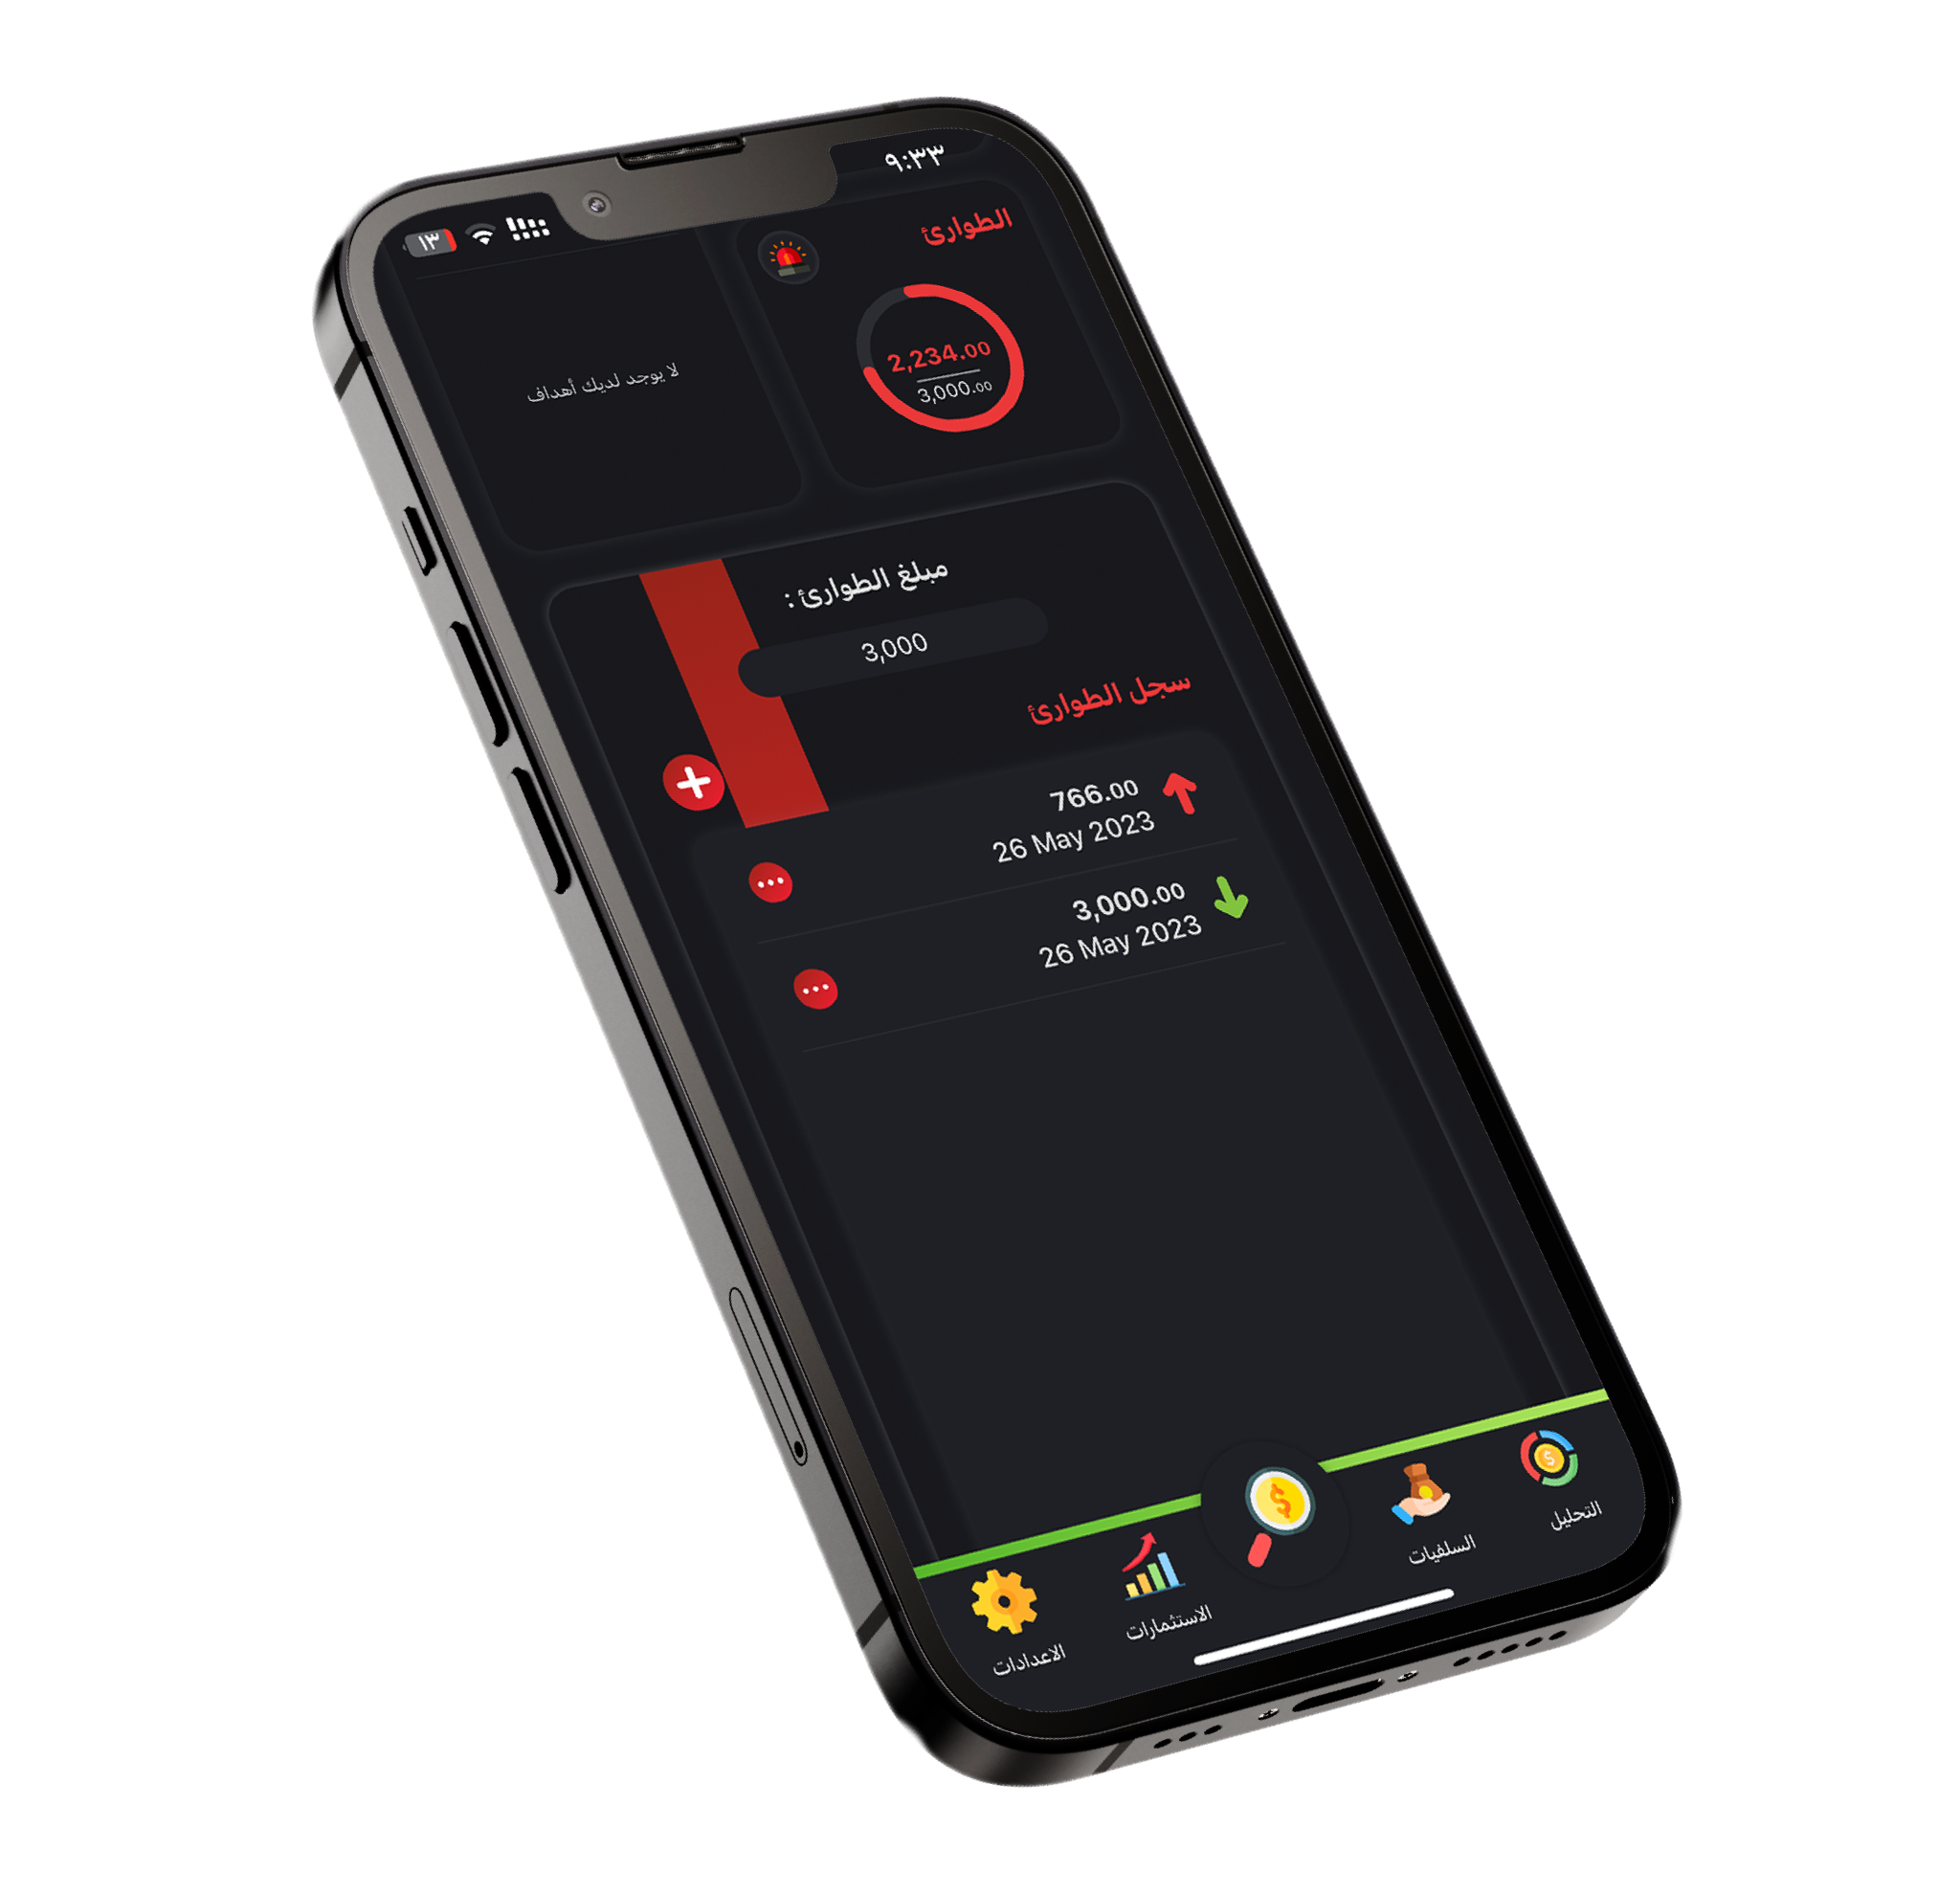 ٩:٣٣
١٣
الطوارئ
2,234.00
3,000.00
لا يوجد لديك أهداف
مبلغ الطوارئ :
3,000
سجل الطوارئ
766.00
26 May 2023
3,000.00
26 May 2023
التحليل
السلفيات
الاستثمارات
الاعدادات